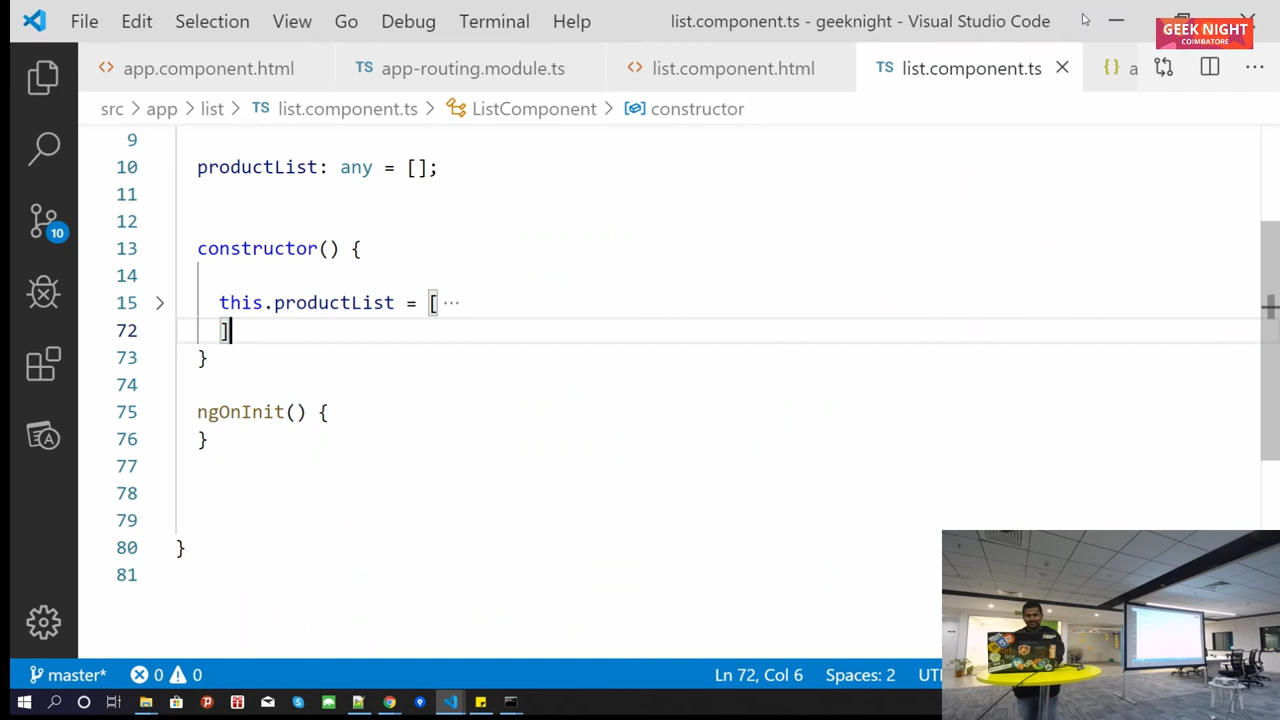 File Edit Selection View Go Debug Terminal Help list.component.ts - geeknight - Visual Studio Code
GEEK NIGHT
COIMBATORE
<> app.component.html TS app-routing.module.ts <> list.component.html TS list.component.ts {} a
src > app > list > TS list.component.ts > ListComponent > constructor
9
10 productList: any = [];
11
12
13 constructor() {
14
15 this.productList = [ ···
72 ]
73 }
74
75 ngOnInit() {
76 }
77
78
79
80 }
81
10
master* 0 0 Ln 72, Col 6 Spaces: 2 UT